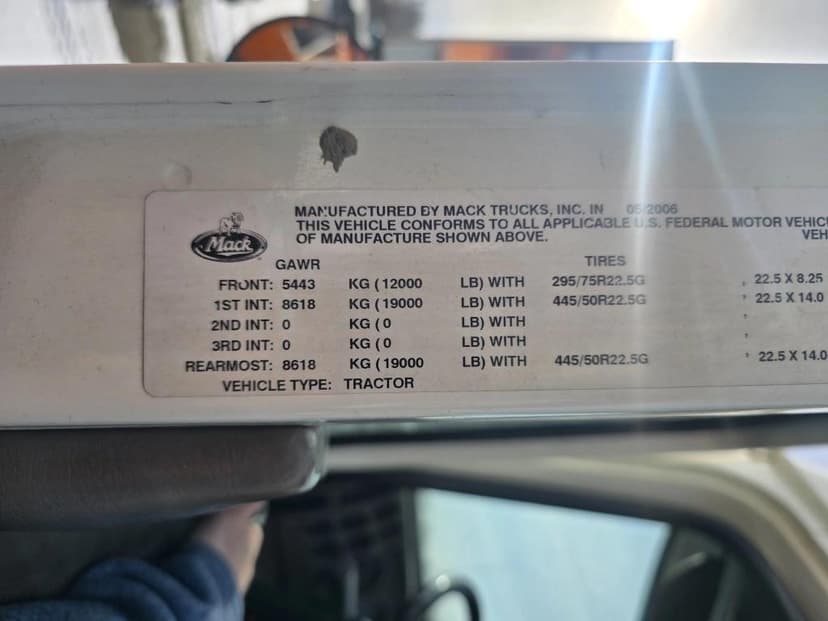 Mack
MANUFACTURED BY MACK TRUCKS, INC. IN 05/2006
THIS VEHICLE CONFORMS TO ALL APPLICABLE U.S. FEDERAL MOTOR VEHIC
OF MANUFACTURE SHOWN ABOVE. VEH
GAWR TIRES
FRONT: 5443 KG ( 12000 LB) WITH 295/75R22.5G , 22.5 X 8.25
1ST INT: 8618 KG ( 19000 LB) WITH 445/50R22.5G , 22.5 X 14.0
2ND INT: 0 KG ( 0 LB) WITH ,
3RD INT: 0 KG ( 0 LB) WITH ,
REARMOST: 8618 KG ( 19000 LB) WITH 445/50R22.5G , 22.5 X 14.0
VEHICLE TYPE: TRACTOR